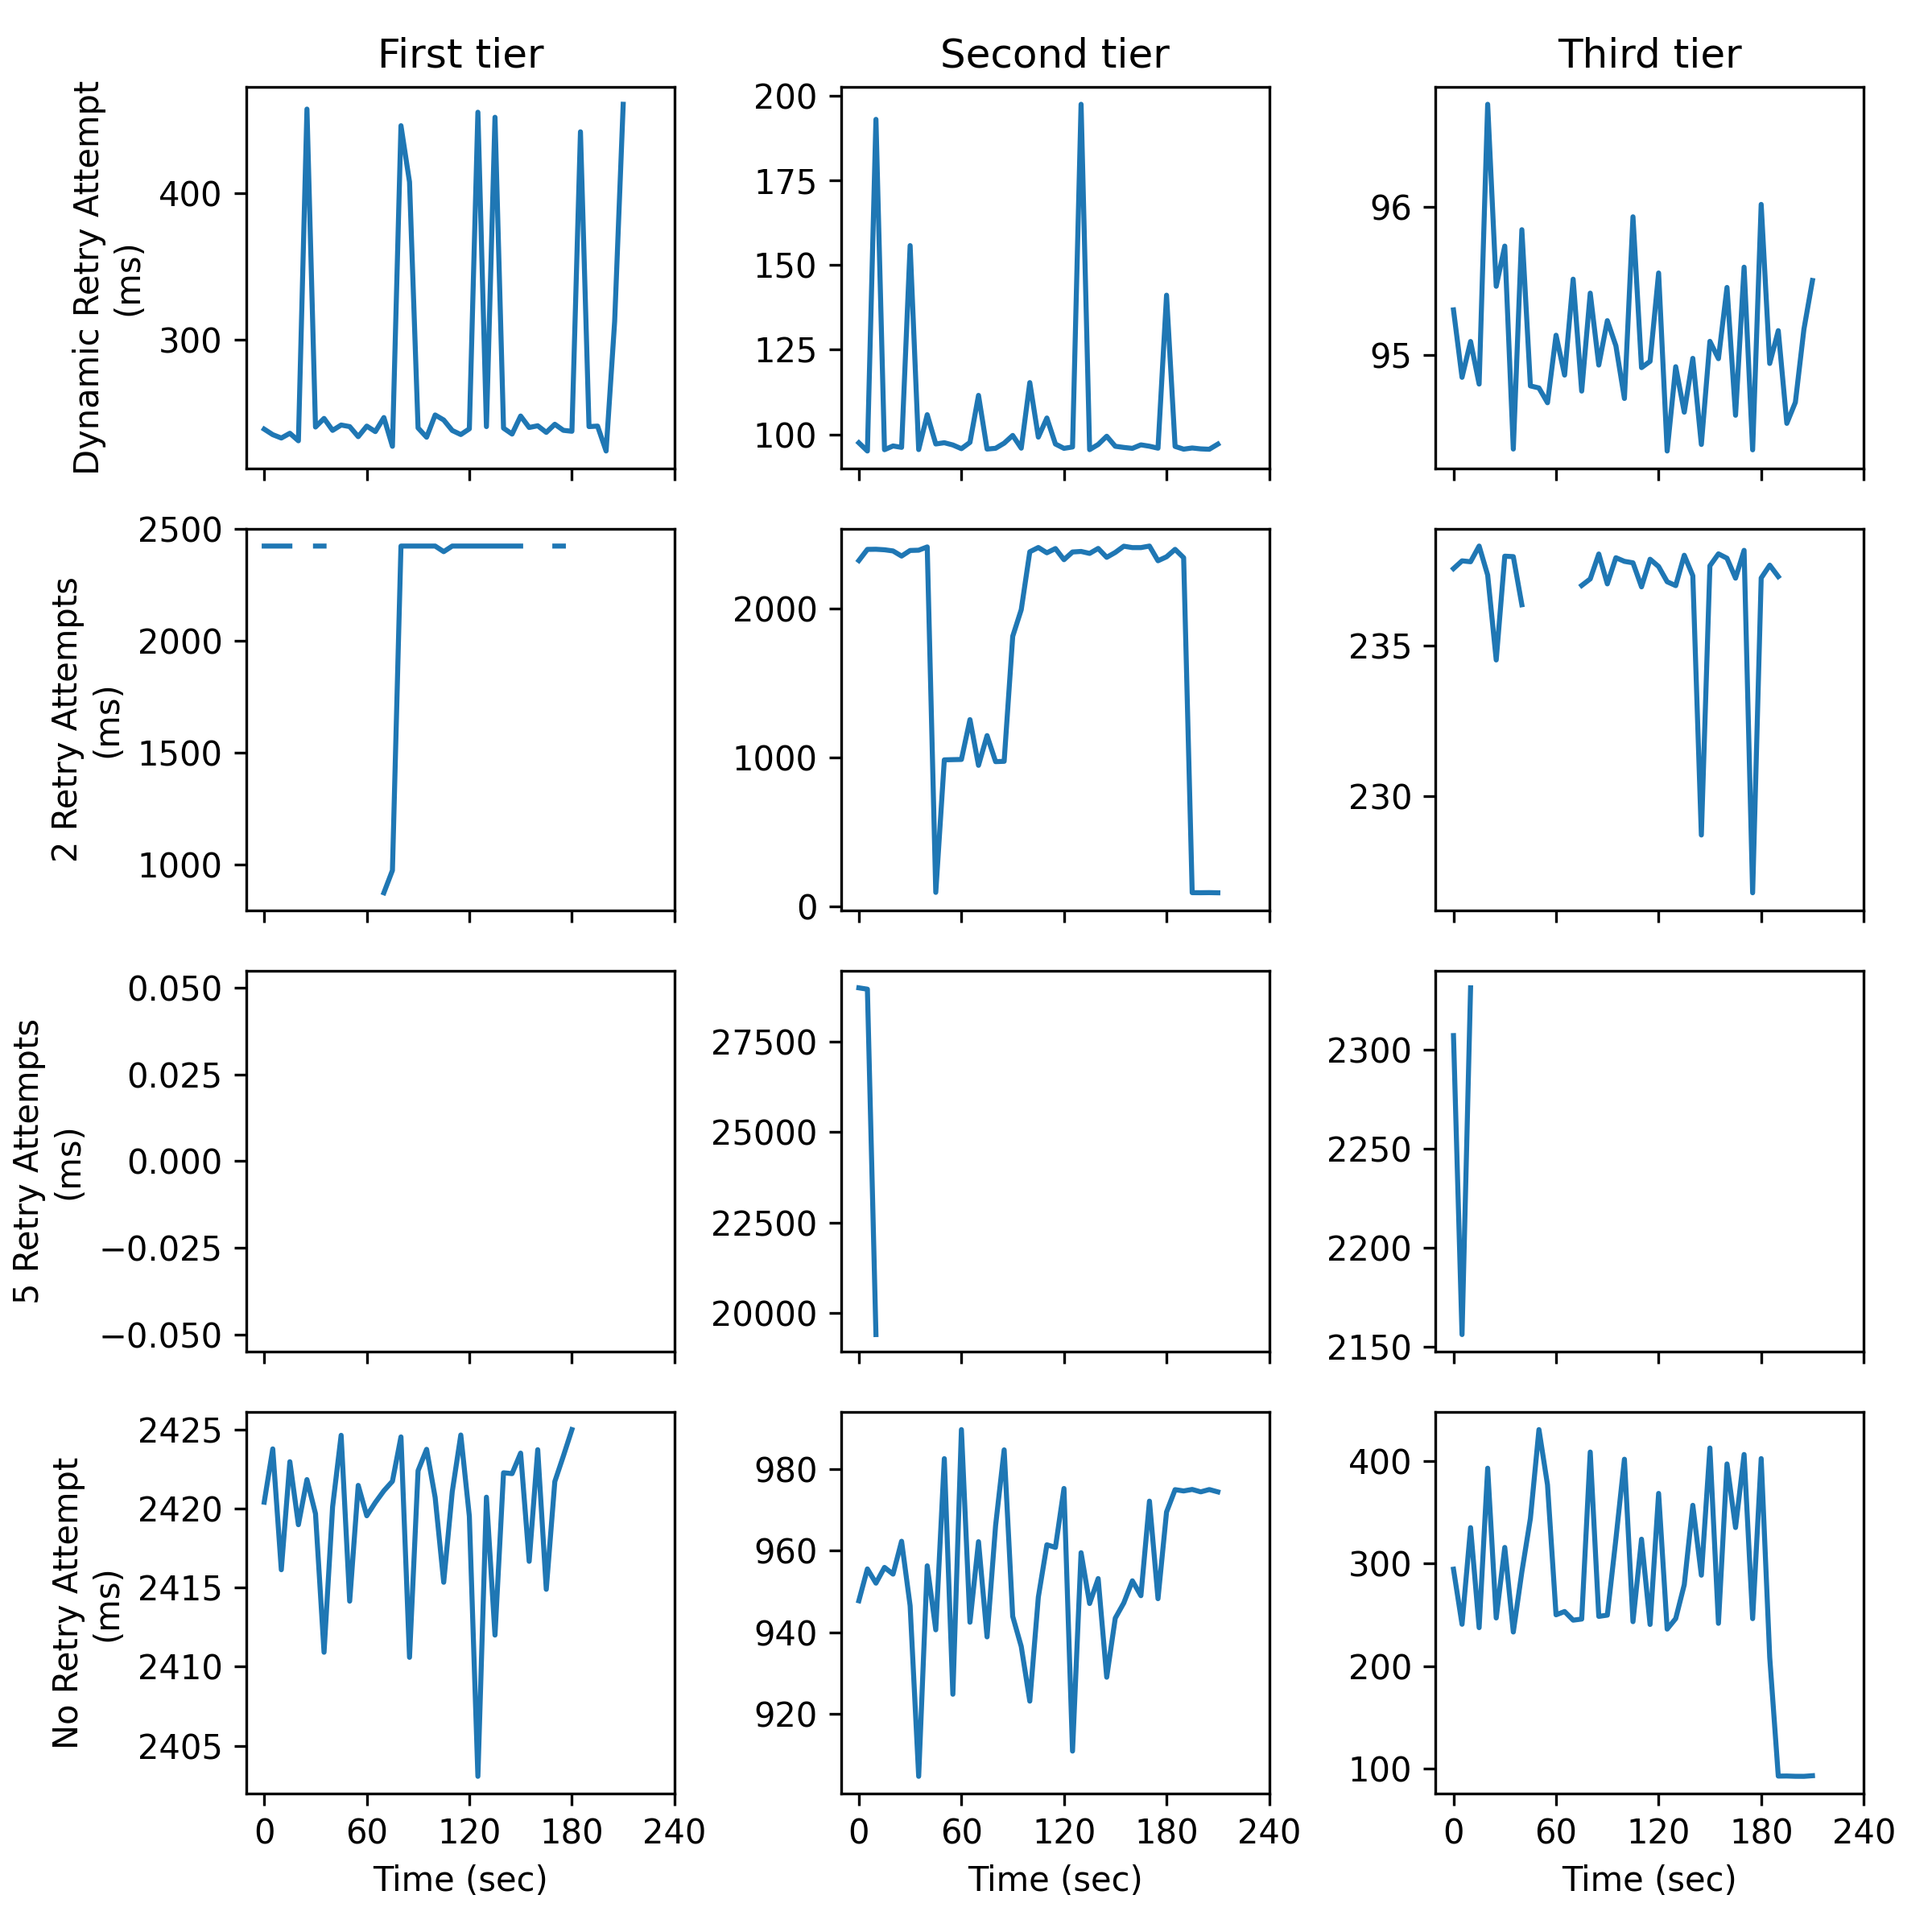 First tier
Second tier
Third tier
Dynamic Retry Attempt
(ms)
400
300
200
175
150
125
100
96
95
2 Retry Attempts
(ms)
2500
2000
1500
1000
2000
1000
0
235
230
5 Retry Attempts
(ms)
0.050
0.025
0.000
−0.025
−0.050
27500
25000
22500
20000
2300
2250
2200
2150
No Retry Attempt
(ms)
2425
2420
2415
2410
2405
980
960
940
920
400
300
200
100
0 60 120 180 240
0 60 120 180 240
0 60 120 180 240
Time (sec)
Time (sec)
Time (sec)